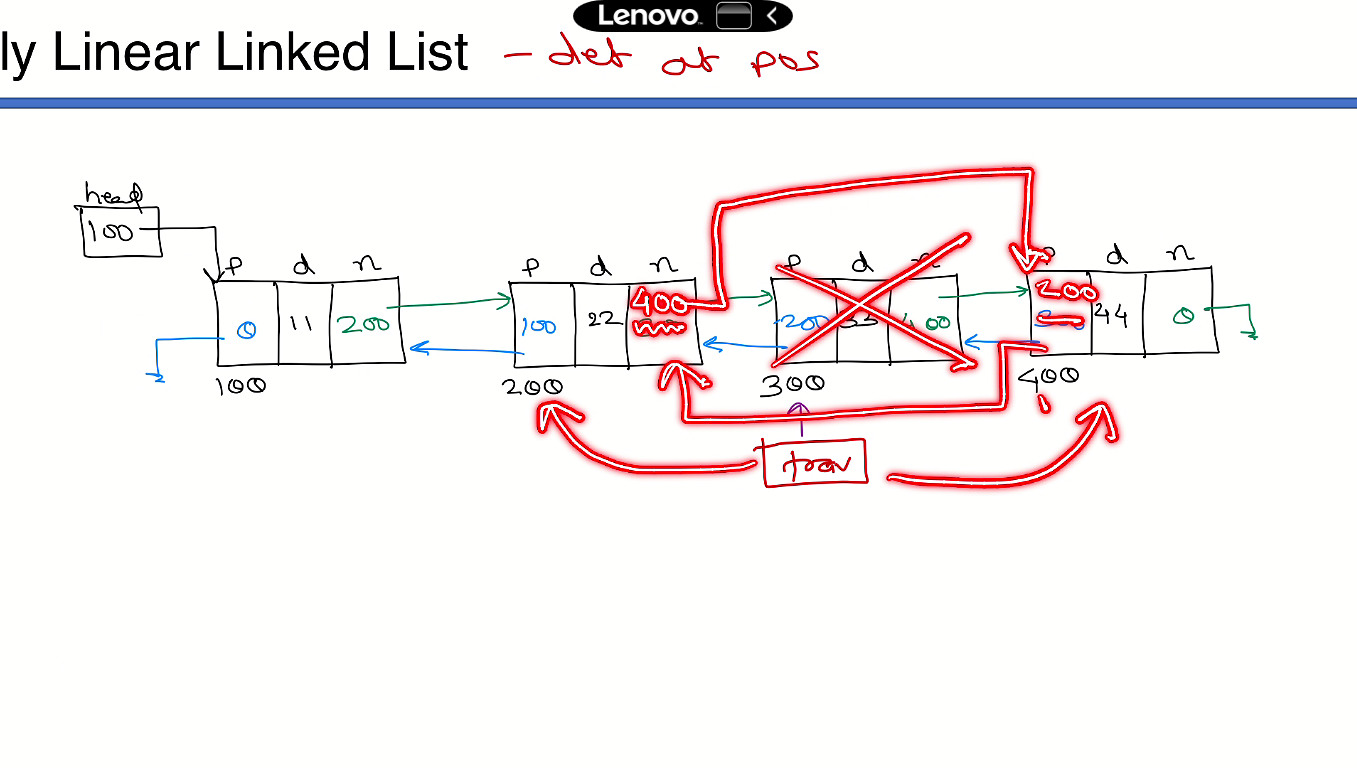 Lenovo
ly Linear Linked List - del at pos
head
100
p d n p d n p d n p d n
0 11 200 100 22 400 200 33 400 200 44 0
100 200 300 400
trav